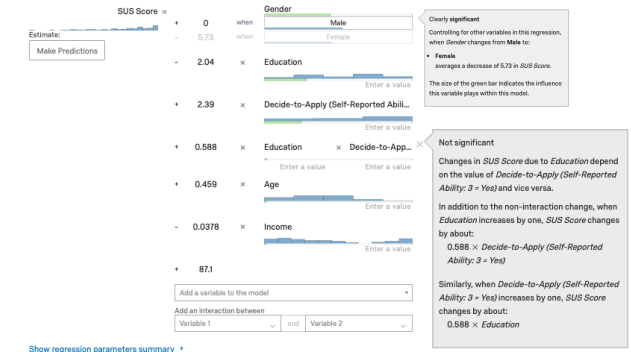 SUS Score =
Estimate:
Make Predictions
Gender
+ 0 when Male
- 5.73 when Female
- 2.04 × Education
Enter a value
+ 2.39 × Decide-to-Apply (Self-Reported Abili...
Enter a value
+ 0.588 × Education × Decide-to-App...
Enter a value Enter a value
+ 0.459 × Age
Enter a value
- 0.0378 × Income
Enter a value
+ 87.1
Add a variable to the model
Add an interaction between
Variable 1 and Variable 2
Show regression parameters summary
Clearly significant
Controlling for other variables in this regression,
when Gender changes from Male to:
• Female
averages a decrease of 5.73 in SUS Score.
The size of the green bar indicates the influence
this variable plays within this model.
Not significant
Changes in SUS Score due to Education depend
on the value of Decide-to-Apply (Self-Reported
Ability: 3 = Yes) and vice versa.
In addition to the non-interaction change, when
Education increases by one, SUS Score changes
by about:
0.588 × Decide-to-Apply (Self-Reported
Ability: 3 = Yes)
Similarly, when Decide-to-Apply (Self-Reported
Ability: 3 = Yes) increases by one, SUS Score
changes by about:
0.588 × Education